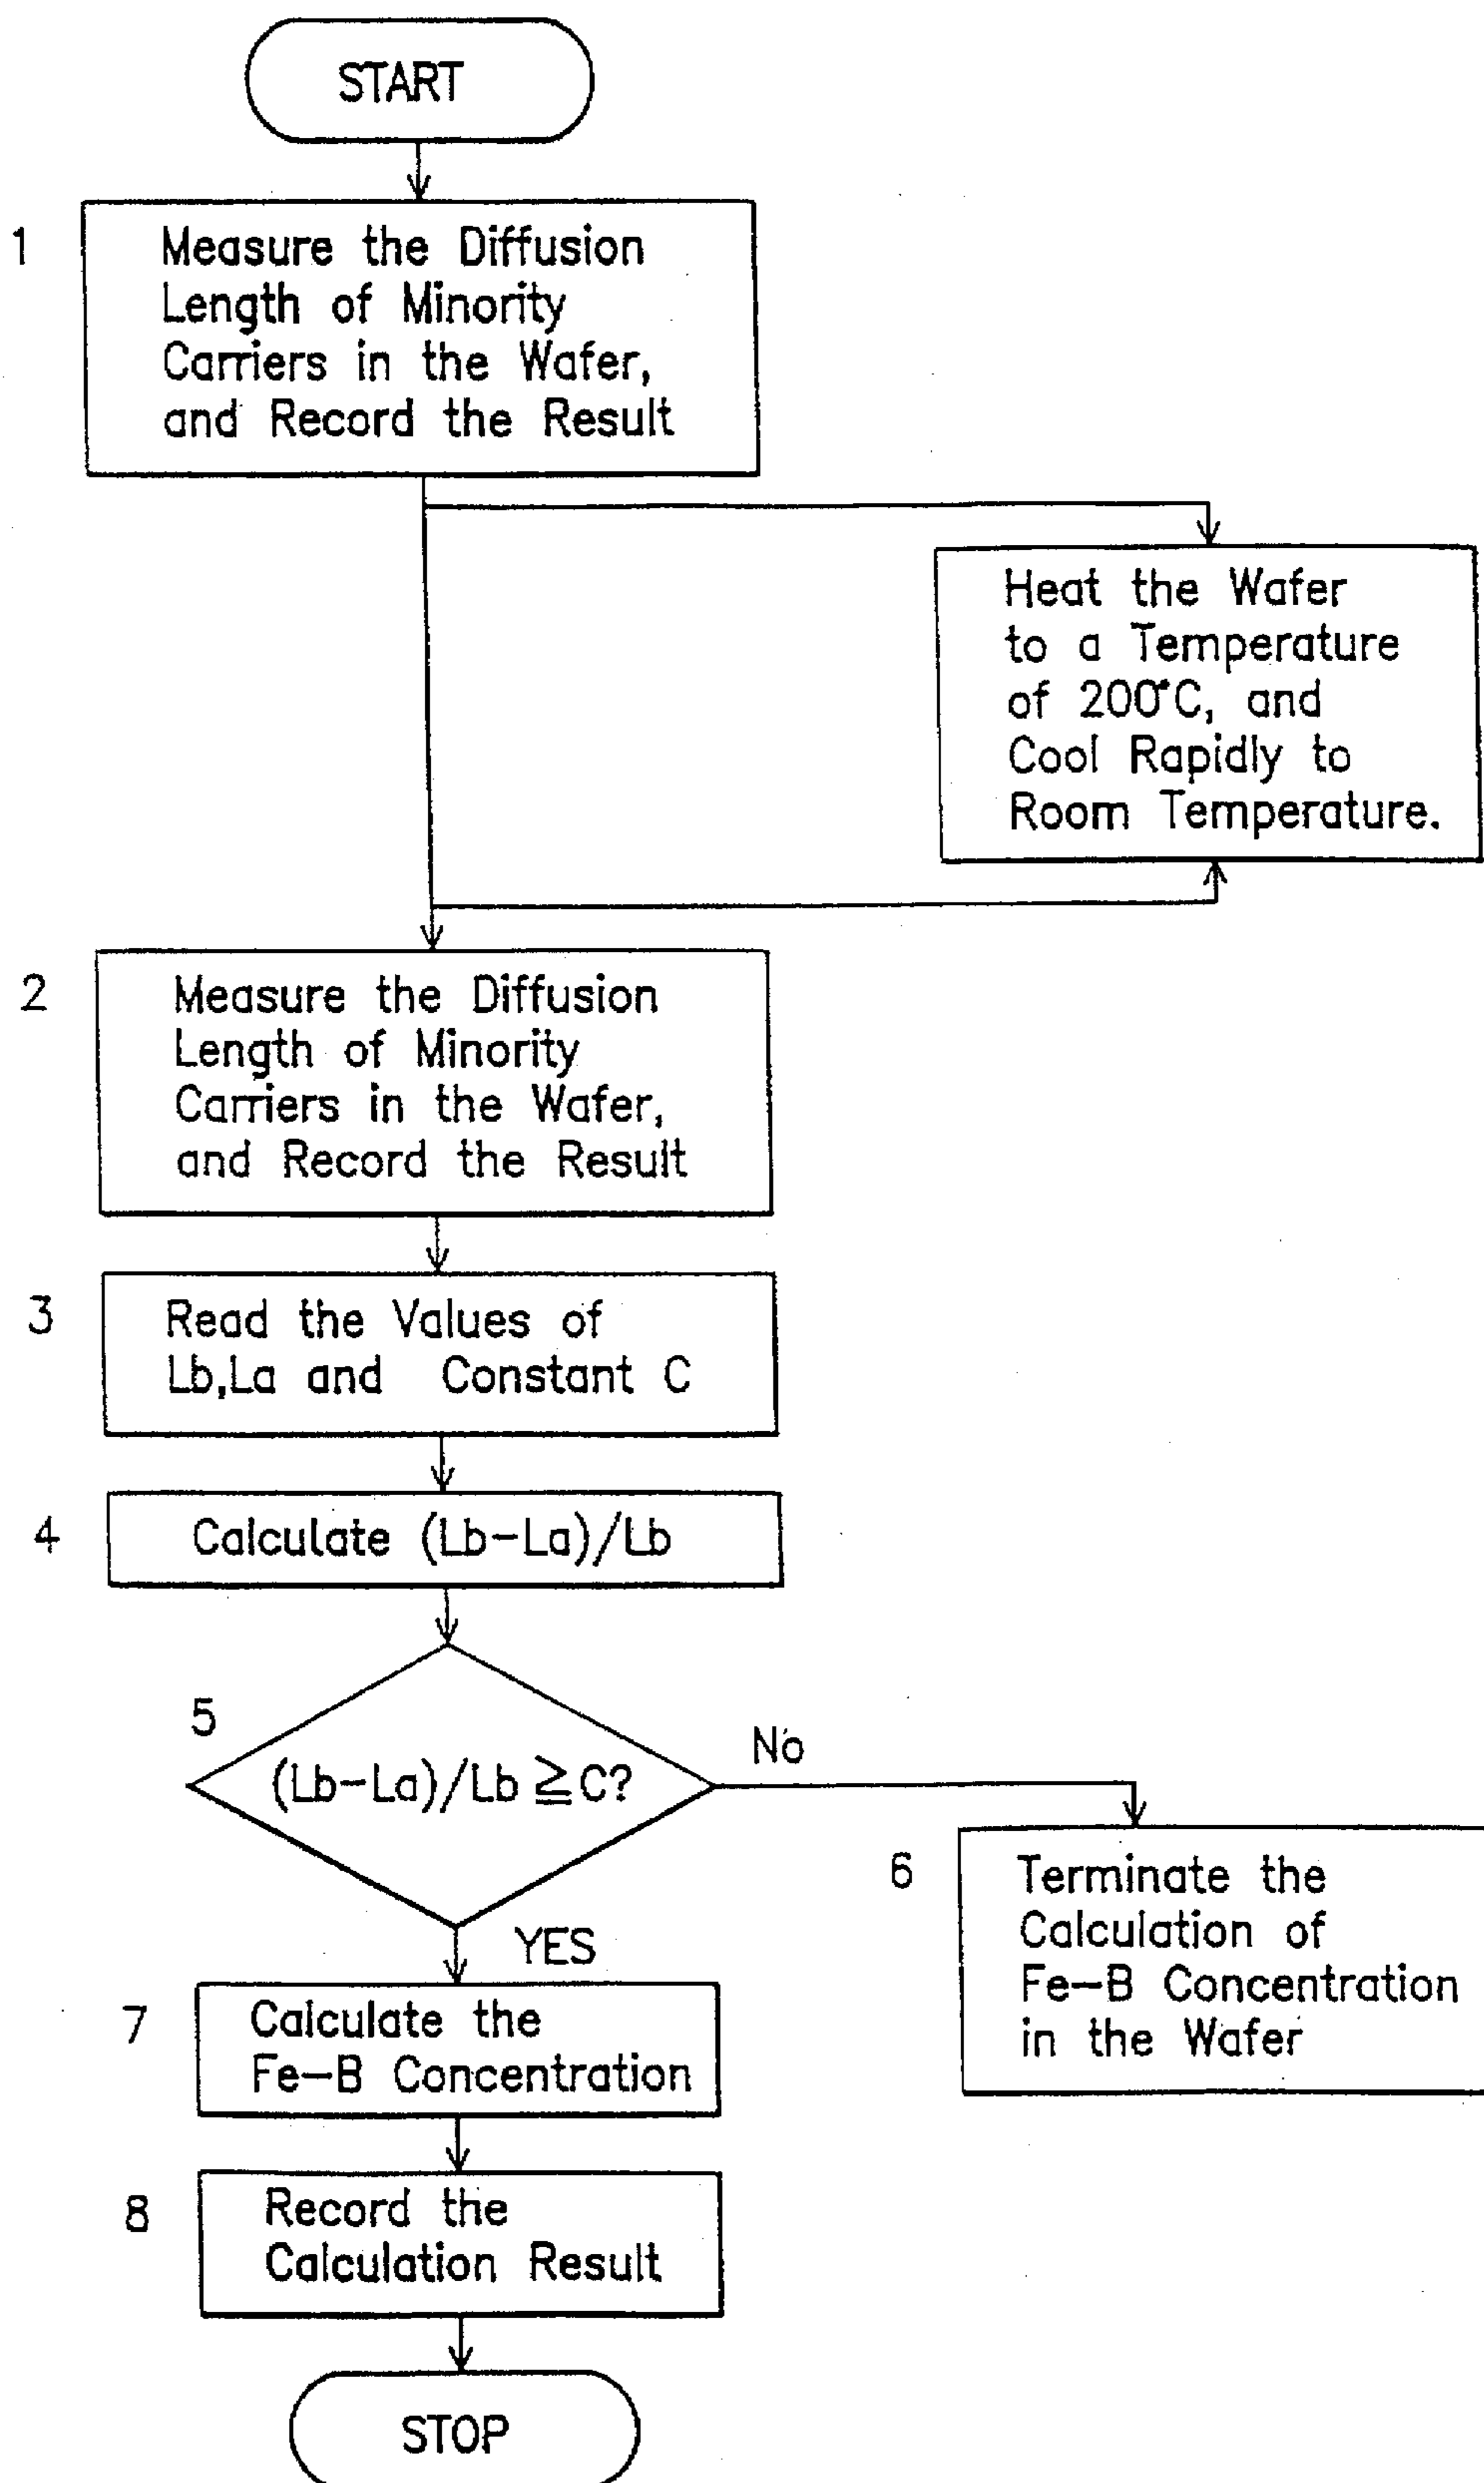 START
1
Measure the Diffusion
Length of Minority
Carriers in the Wafer,
and Record the Result
Heat the Wafer
to a Temperature
of 200°C, and
Cool Rapidly to
Room Temperature.
2
Measure the Diffusion
Length of Minority
Carriers in the Wafer,
and Record the Result
3
Read the Values of
Lb,La and Constant C
4
Calculate (Lb-La)/Lb
5
(Lb-La)/Lb ≧C?
No
YES
6
Terminate the
Calculation of
Fe-B Concentration
in the Wafer
7
Calculate the
Fe-B Concentration
8
Record the
Calculation Result
STOP